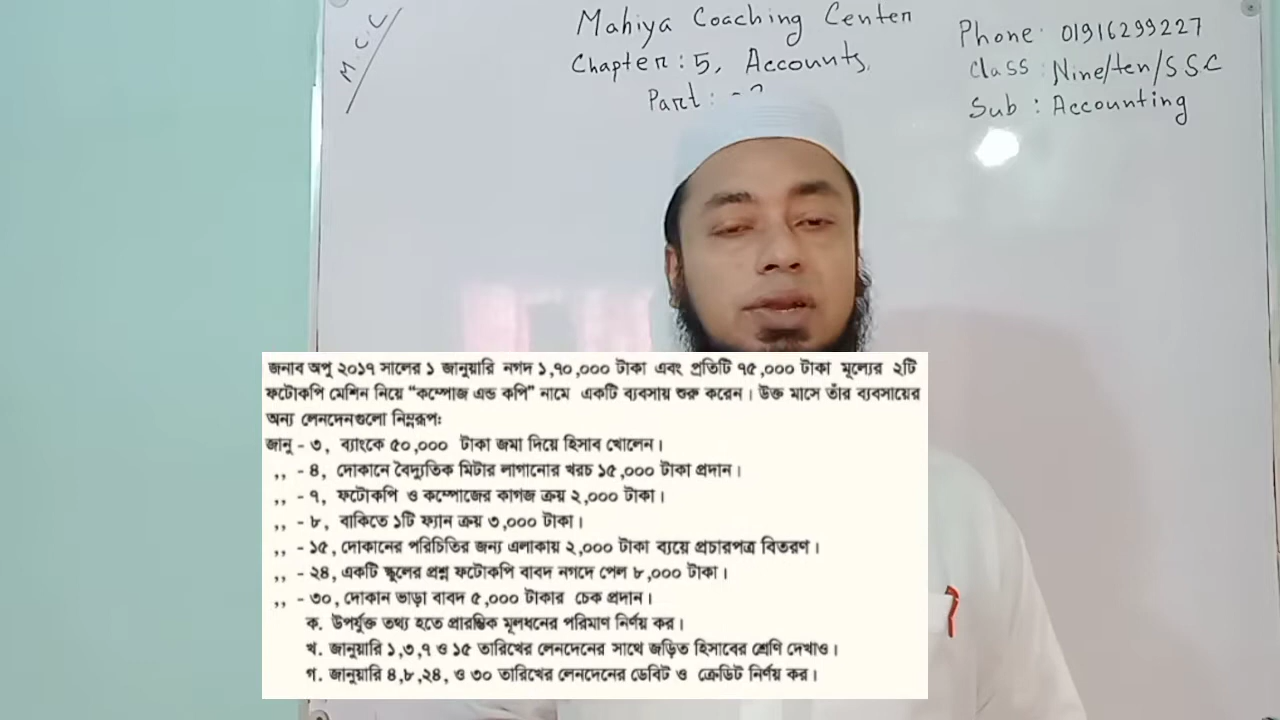 M.C.C
Mahiya Coaching Center
Chapter : 5, Accounts,
Part :
Phone: 01916299227
Class : Nine/ten/SSC
Sub : Accounting
জনাব অপু ২০১৭ সালের ১ জানুয়ারি নগদ ১,৭০,০০০ টাকা এবং প্রতিটি ৭৫,০০০ টাকা মূল্যের ২টি
ফটোকপি মেশিন নিয়ে “কম্পোজ এন্ড কপি” নামে একটি ব্যবসায় শুরু করেন। উক্ত মাসে তাঁর ব্যবসায়ের
অন্য লেনদেনগুলো নিম্নরূপঃ
জানু - ৩, ব্যাংকে ৫০,০০০ টাকা জমা দিয়ে হিসাব খোলেন।
,, - ৪, দোকানে বৈদ্যুতিক মিটার লাগানোর খরচ ১৫,০০০ টাকা প্রদান।
,, - ৭, ফটোকপি ও কম্পোজের কাগজ ক্রয় ২,০০০ টাকা।
,, - ৮, বাকিতে ১টি ফ্যান ক্রয় ৩,০০০ টাকা।
,, - ১৫, দোকানের পরিচিতির জন্য এলাকায় ২,০০০ টাকা ব্যয়ে প্রচারপত্র বিতরণ।
,, - ২৪, একটি স্কুলের প্রশ্ন ফটোকপি বাবদ নগদে পেল ৮,০০০ টাকা।
,, - ৩০, দোকান ভাড়া বাবদ ৫,০০০ টাকার চেক প্রদান।
ক. উপর্যুক্ত তথ্য হতে প্রারম্ভিক মূলধনের পরিমাণ নির্ণয় কর।
খ. জানুয়ারি ১,৩,৭ ও ১৫ তারিখের লেনদেনের সাথে জড়িত হিসাবের শ্রেণি দেখাও।
গ. জানুয়ারি ৪,৮,২৪, ও ৩০ তারিখের লেনদেনের ডেবিট ও ক্রেডিট নির্ণয় কর।